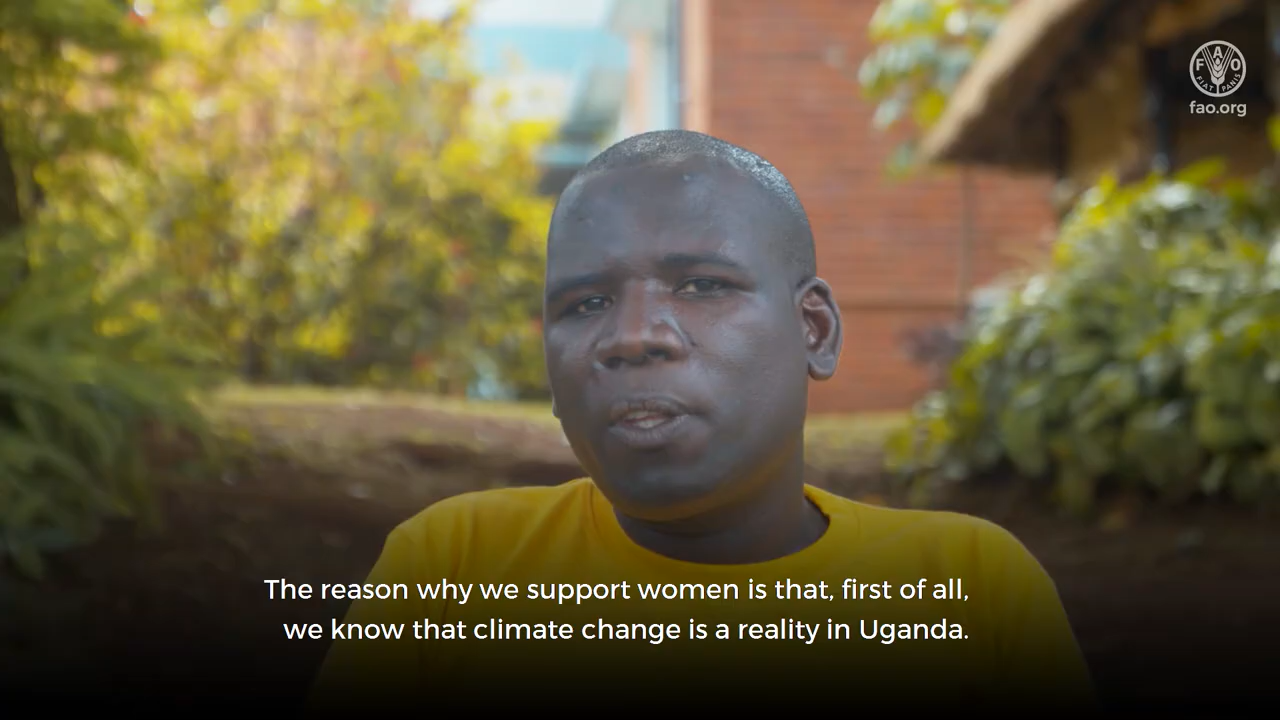 FAO
FIAT PANIS
fao.org
The reason why we support women is that, first of all,
we know that climate change is a reality in Uganda.